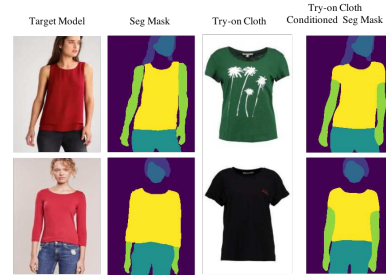 Target Model
Seg Mask
Try-on Cloth
Try-on Cloth
Conditioned Seg Mask